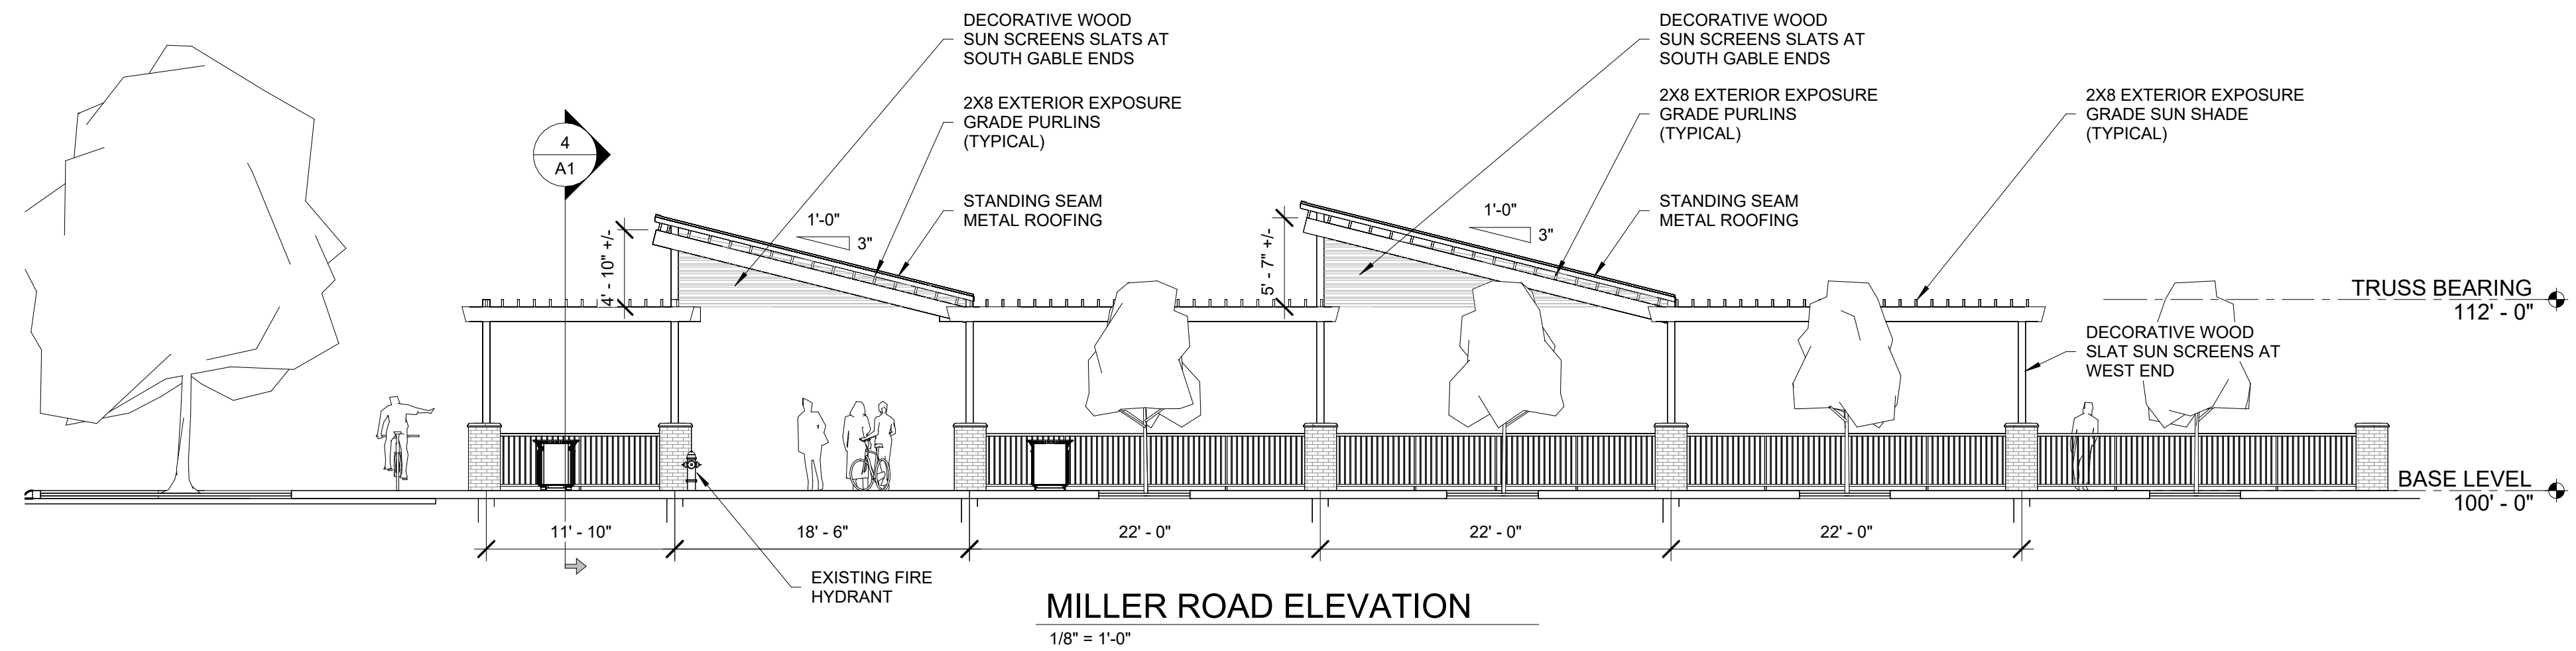 DECORATIVE WOOD
SUN SCREENS SLATS AT
SOUTH GABLE ENDS
2X8 EXTERIOR EXPOSURE
GRADE PURLINS
(TYPICAL)
STANDING SEAM
METAL ROOFING
DECORATIVE WOOD
SUN SCREENS SLATS AT
SOUTH GABLE ENDS
2X8 EXTERIOR EXPOSURE
GRADE PURLINS
(TYPICAL)
STANDING SEAM
METAL ROOFING
2X8 EXTERIOR EXPOSURE
GRADE SUN SHADE
(TYPICAL)
4
A1
1'-0"
3"
4' - 10" +/-
1'-0"
3"
5' - 7" +/-
TRUSS BEARING
112' - 0"
DECORATIVE WOOD
SLAT SUN SCREENS AT
WEST END
BASE LEVEL
100' - 0"
11' - 10"
18' - 6"
22' - 0"
22' - 0"
22' - 0"
EXISTING FIRE
HYDRANT
MILLER ROAD ELEVATION
1/8" = 1'-0"